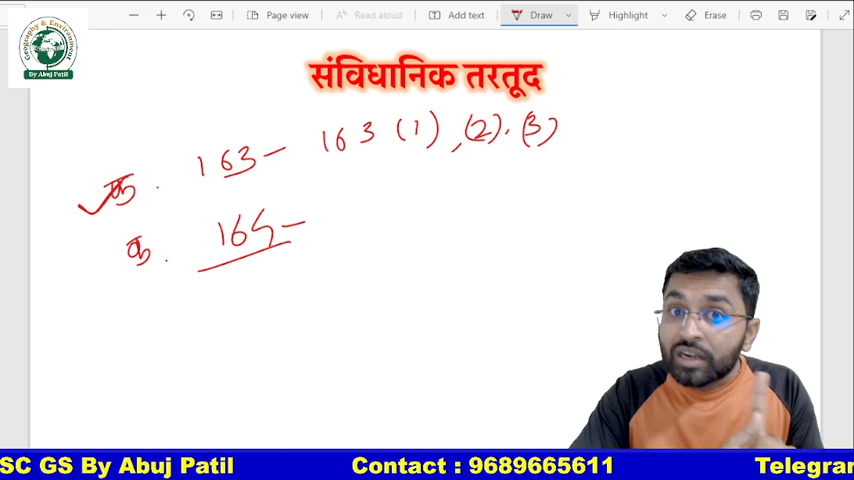 Page view
Read aloud
Add text
Draw
Highlight
Erase
Geography & Environment
By Abuj Patil
संविधानिक तरतूद
क. 163 - 163 (1), (2). (3)
क. 165 -
SC GS By Abuj Patil Contact : 9689665611 Telegram